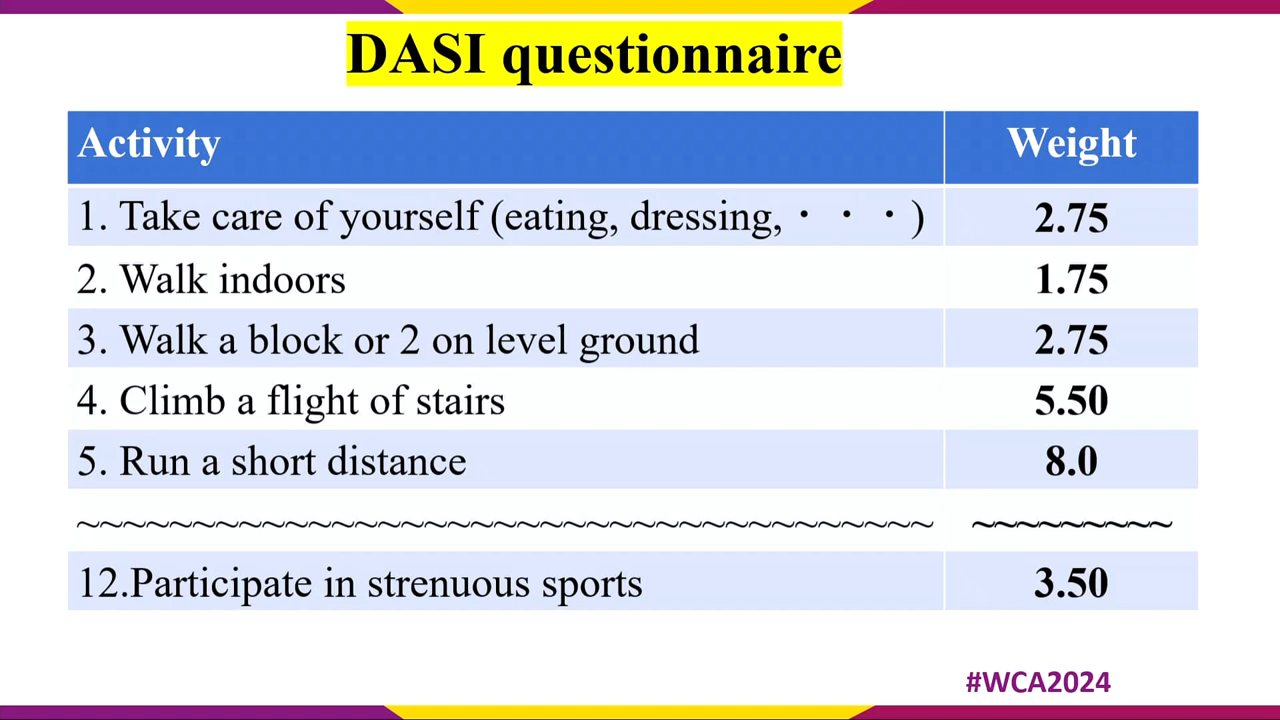 DASI questionnaire
Activity Weight
1. Take care of yourself (eating, dressing, ・・・) 2.75
2. Walk indoors 1.75
3. Walk a block or 2 on level ground 2.75
4. Climb a flight of stairs 5.50
5. Run a short distance 8.0
~~~~~~~~~~~~~~~~~~~~~~~~~~~~~~~~~~~~~ ~~~~~~~~~
12.Participate in strenuous sports 3.50
#WCA2024